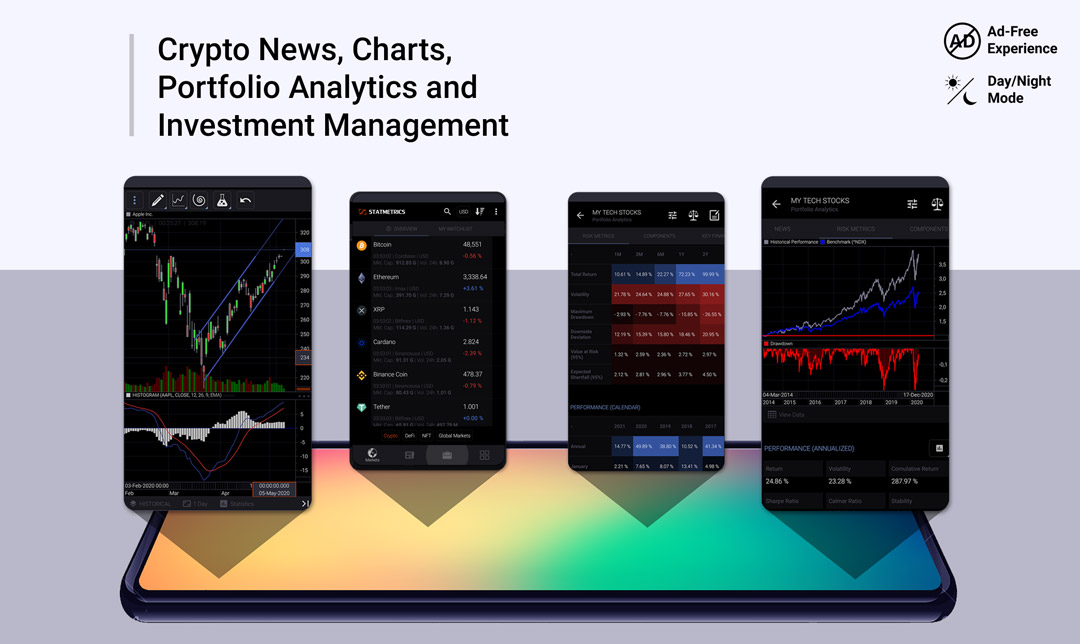 Crypto News, Charts,
Portfolio Analytics and
Investment Management
AD
Ad-Free
Experience
Day/Night
Mode
Apple Inc.
320
308
290
280
270
260
250
240
234
220
HISTOGRAM (AAPL, CLOSE, 12, 26, 9, EMA)
5
0
-5
-10
-15
03-Feb-2020 00:00
00:00:00.000
Feb
Mar
Apr
05-May-2020
HISTORICAL
1 Day
Statistics
STATMETRICS
USD
OVERVIEW
MY WATCHLIST
Bitcoin
48,551
-0.56 %
Ethereum
3,338.64
+3.61 %
XRP
1.143
-1.12 %
Cardano
2.824
-2.39 %
Binance Coin
478.37
-0.79 %
Tether
1.001
+0.00 %
Crypto DeFi NFT Global Markets
Markets
MY TECH STOCKS
Portfolio Analytics
RISK METRICS
COMPONENTS
1M 3M 6M 1Y 2Y
Total Return 10.61 % 14.89 % 22.27 % 72.23 % 99.93 %
Volatility 21.78 % 24.64 % 24.88 % 27.65 % 30.16 %
Maximum
Drawdown
-2.93 % -7.76 % -7.76 % -15.85 % -36.55 %
Downside
Deviation
12.19 % 15.39 % 15.80 % 18.46 % 20.95 %
Value at Risk
(95%)
1.32 % 2.59 % 2.36 % 2.72 % 2.97 %
Expected
Shortfall (95%)
2.12 % 2.81 % 2.96 % 3.77 % 4.50 %
PERFORMANCE (CALENDAR)
2021 2020 2019 2018 2017
Annual 14.77 % 49.89 % 38.80 % 10.52 % 41.34 %
January 2.21 % 7.65 % 8.07 % 13.41 % 4.98 %
MY TECH STOCKS
Portfolio Analytics
NEWS
RISK METRICS
COMPONENTS
Historical Performance Benchmark (^NDX)
3,5
3,0
2,5
2,0
1,5
Drawdown
-0,1
-0,2
04-Mar-2014
17-Dec-2020
2014 2015 2016 2017 2018 2019 2020
View Data
PERFORMANCE (ANNUALIZED)
Return
Volatility
Cumulative Return
24.86 %
23.28 %
287.97 %
Sharpe Ratio
Calmar Ratio
Stability